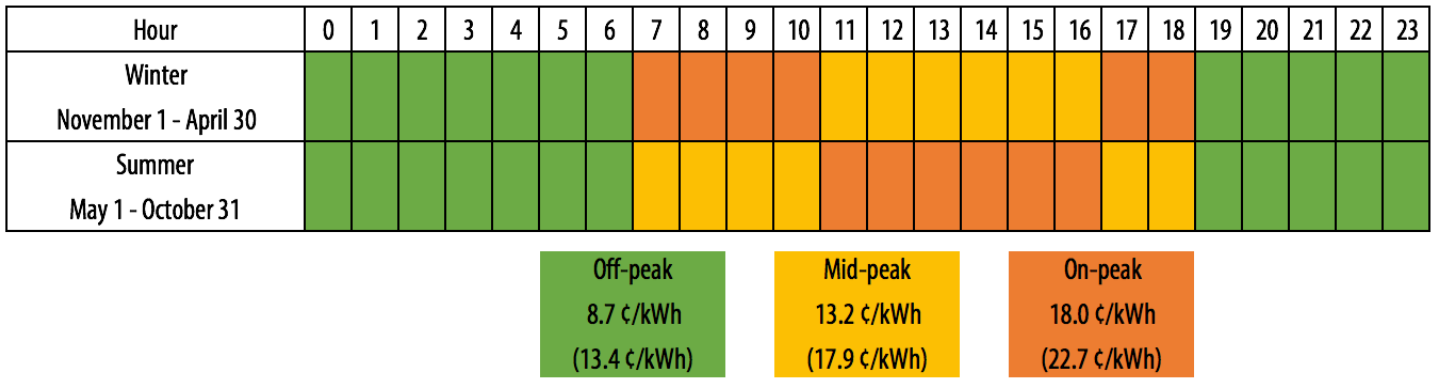 Hour 0 1 2 3 4 5 6 7 8 9 10 11 12 13 14 15 16 17 18 19 20 21 22 23
Winter
November 1 - April 30
Summer
May 1 - October 31
Off-peak Mid-peak On-peak
8.7 ¢/kWh 13.2 ¢/kWh 18.0 ¢/kWh
(13.4 ¢/kWh) (17.9 ¢/kWh) (22.7 ¢/kWh)